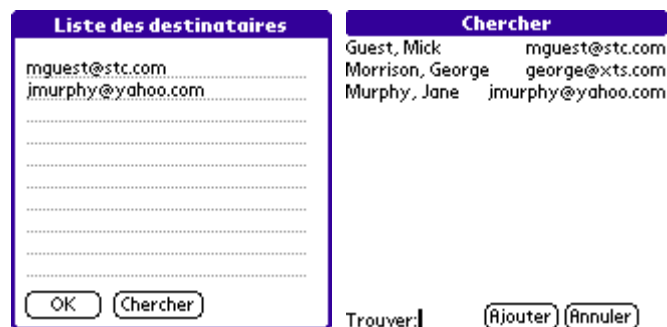 Liste des destinataires
mguest@stc.com
jmurphy@yahoo.com
OK Chercher
Chercher
Guest, Mick mguest@stc.com
Morrison, George george@xts.com
Murphy, Jane jmurphy@yahoo.com
Trouver: Ajouter Annuler